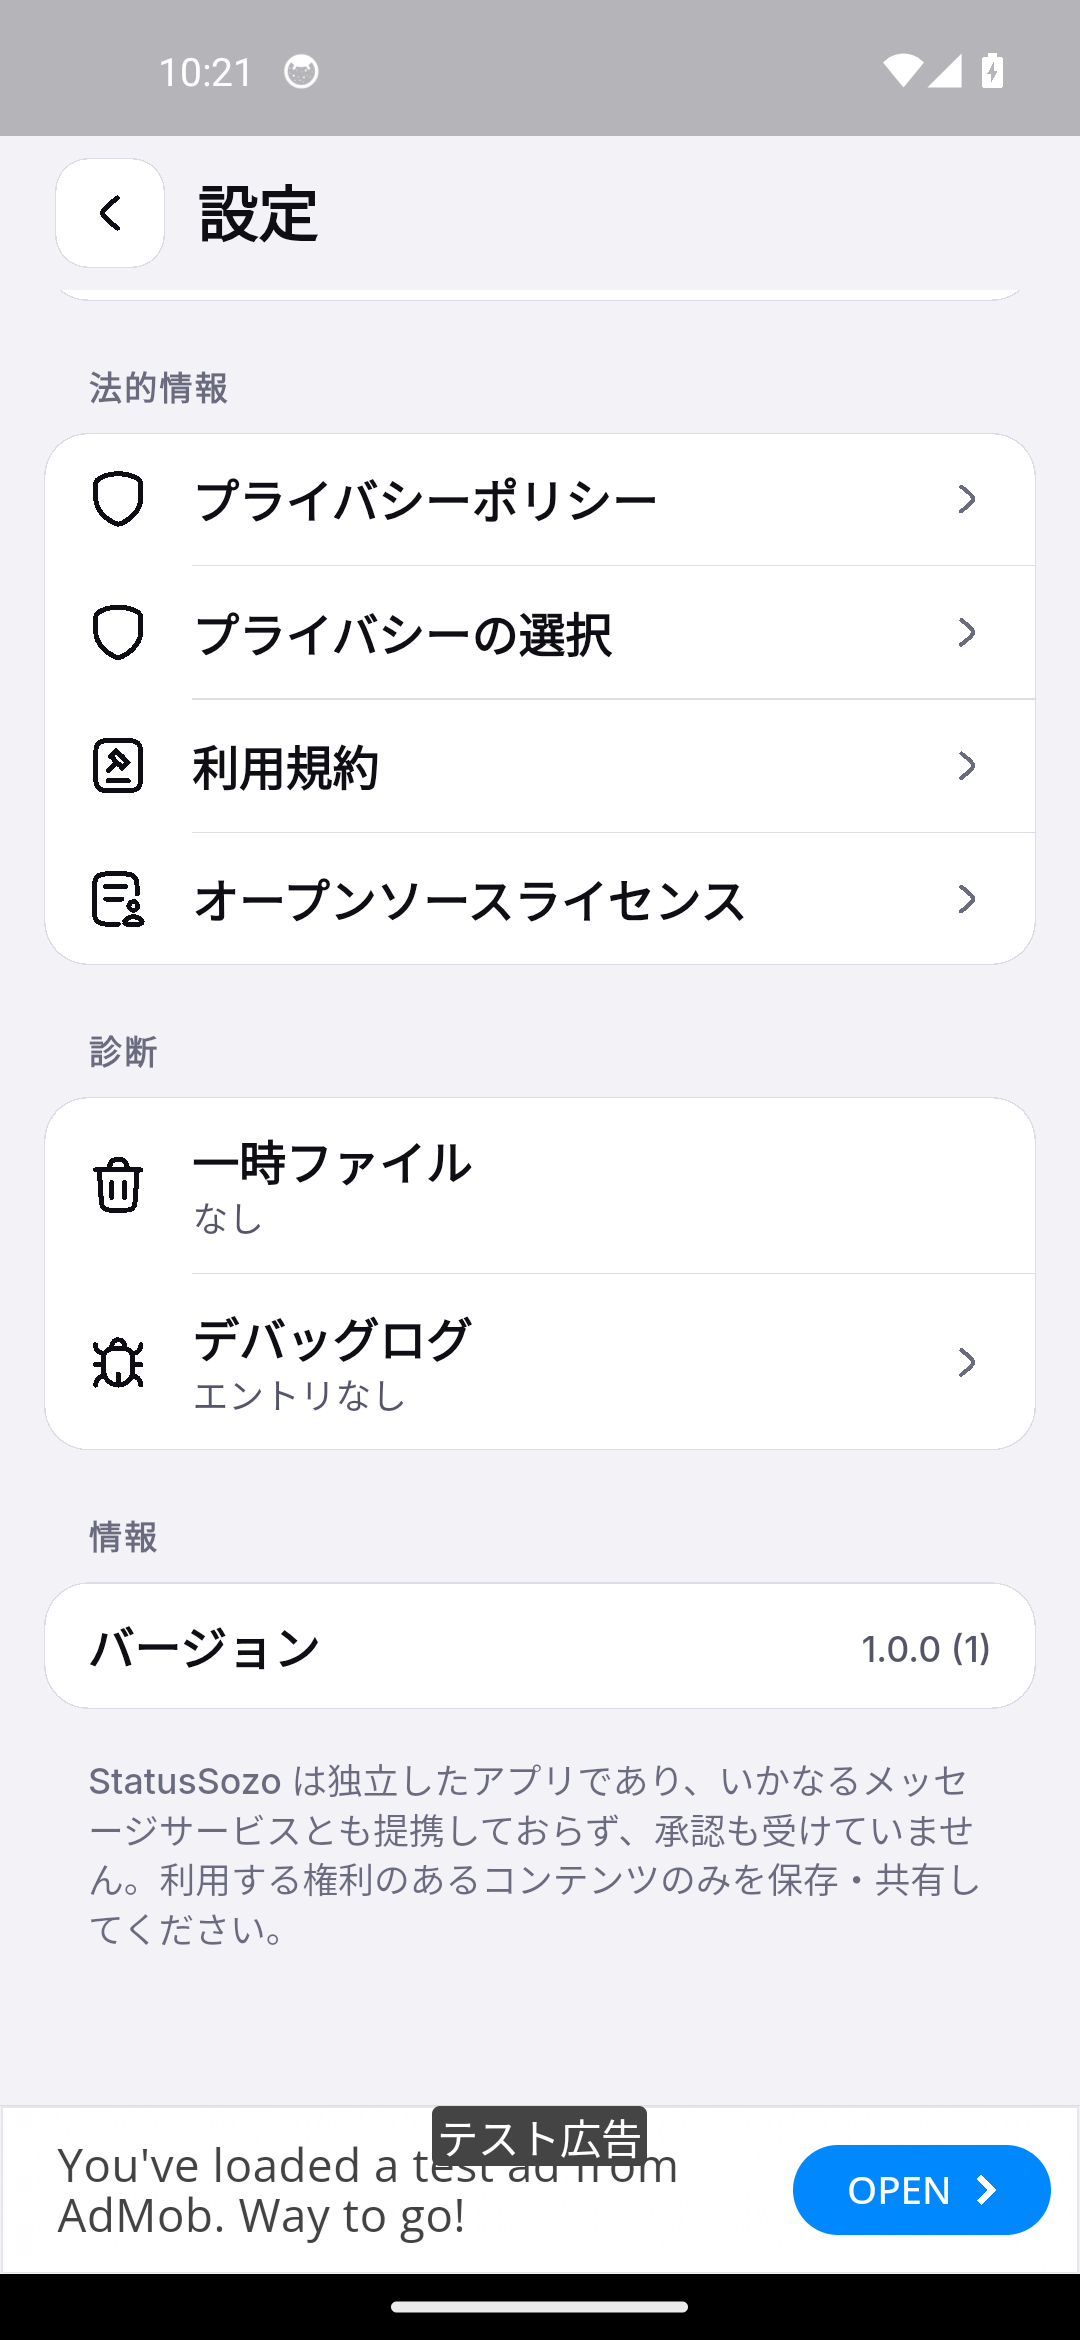 10:21
設定
法的情報
プライバシーポリシー
プライバシーの選択
利用規約
オープンソースライセンス
診断
一時ファイル
なし
デバッグログ
エントリなし
情報
バージョン 1.0.0 (1)
StatusSozo は独立したアプリであり、いかなるメッセ
ージサービスとも提携しておらず、承認も受けていませ
ん。利用する権利のあるコンテンツのみを保存・共有し
てください。
テスト広告
You've loaded a test ad from
AdMob. Way to go!
OPEN